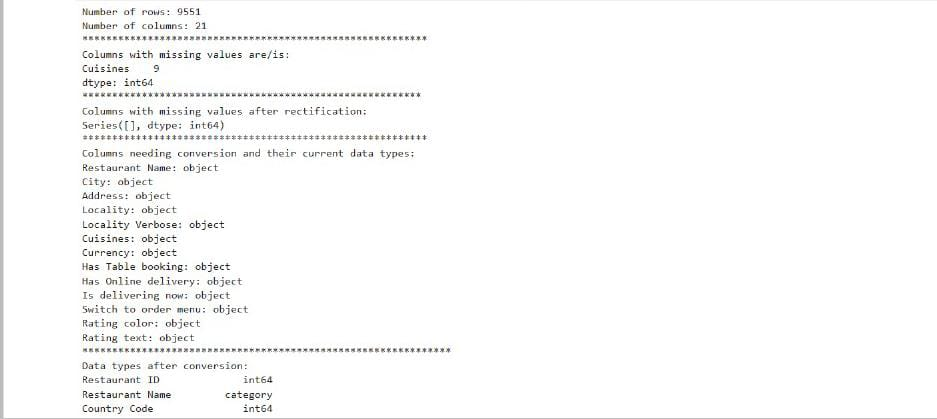 Number of rows: 9551
Number of columns: 21
**********************************************************
Columns with missing values are/is:
Cuisines    9
dtype: int64
*********************************************************
Columns with missing values after rectification:
Series([], dtype: int64)
**********************************************************
Columns needing conversion and their current data types:
Restaurant Name: object
City: object
Address: object
Locality: object
Locality Verbose: object
Cuisines: object
Currency: object
Has Table booking: object
Has Online delivery: object
Is delivering now: object
Switch to order menu: object
Rating color: object
Rating text: object
**************************************************************
Data types after conversion:
Restaurant ID              int64
Restaurant Name         category
Country Code               int64